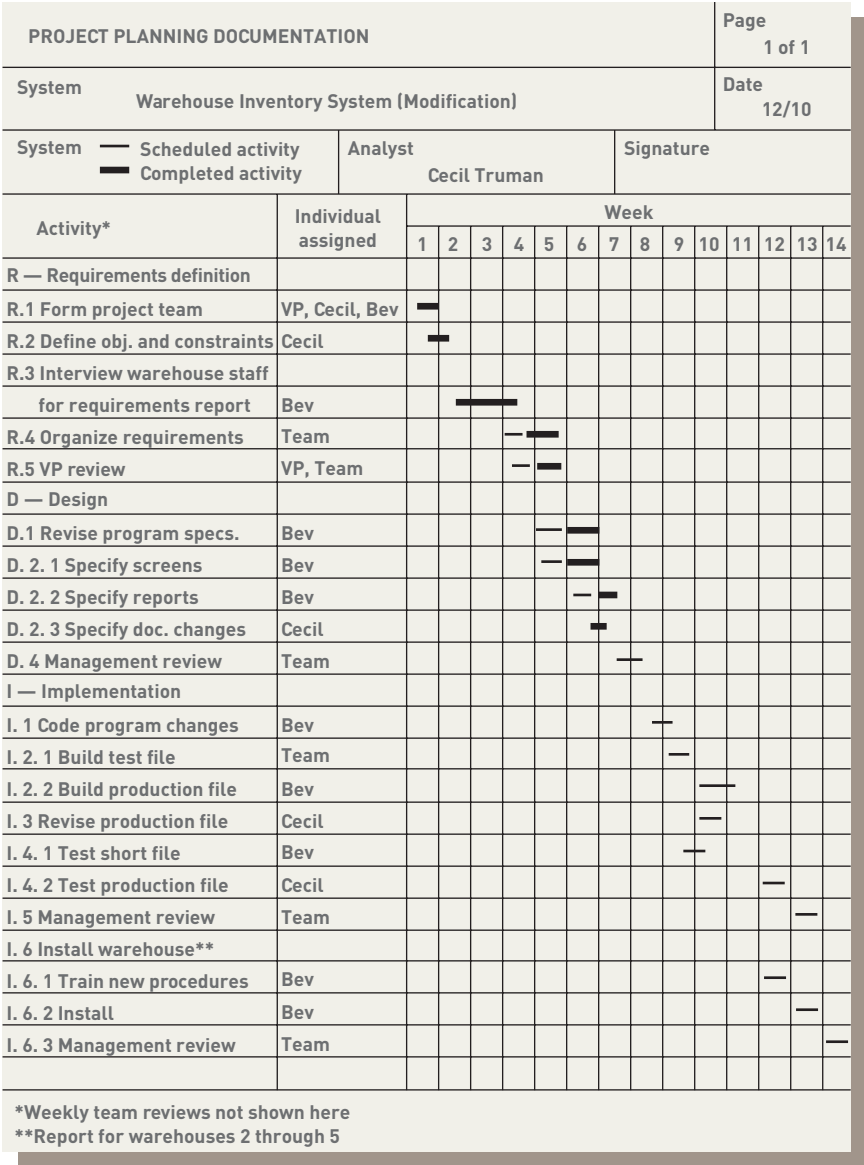 PROJECT PLANNING DOCUMENTATION
Page
1 of 1
System
Warehouse Inventory System (Modification)
Date
12/10
System
Scheduled activity
Completed activity
Analyst
Cecil Truman
Signature
Activity*
Individual
assigned
Week
1 2 3 4 5 6 7 8 9 10 11 12 13 14
R — Requirements definition
R.1 Form project team VP, Cecil, Bev
R.2 Define obj. and constraints Cecil
R.3 Interview warehouse staff
for requirements report Bev
R.4 Organize requirements Team
R.5 VP review VP, Team
D — Design
D.1 Revise program specs. Bev
D. 2. 1 Specify screens Bev
D. 2. 2 Specify reports Bev
D. 2. 3 Specify doc. changes Cecil
D. 4 Management review Team
I — Implementation
I. 1 Code program changes Bev
I. 2. 1 Build test file Team
I. 2. 2 Build production file Bev
I. 3 Revise production file Cecil
I. 4. 1 Test short file Bev
I. 4. 2 Test production file Cecil
I. 5 Management review Team
I. 6 Install warehouse**
I. 6. 1 Train new procedures Bev
I. 6. 2 Install Bev
I. 6. 3 Management review Team
*Weekly team reviews not shown here
**Report for warehouses 2 through 5